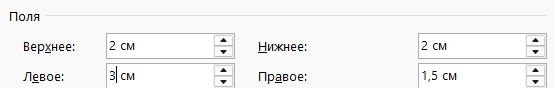 Поля
Верхнее: 2 см Нижнее: 2 см
Левое: 3 см Правое: 1,5 см